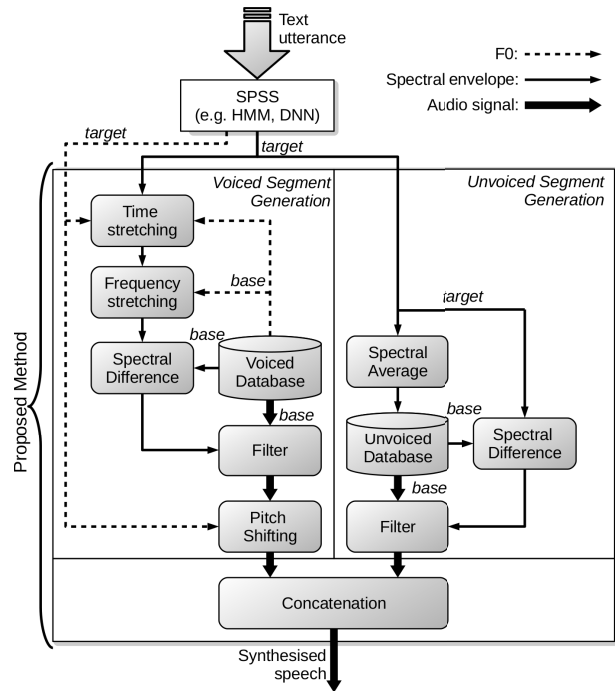 Text
utterance
F0:
Spectral envelope:
Audio signal:
SPSS
(e.g. HMM, DNN)
target
target
Voiced Segment
Generation
Unvoiced Segment
Generation
Time
stretching
Frequency
stretching
base
target
base
Spectral
Difference
Voiced
Database
Spectral
Average
base
base
Filter
Unvoiced
Database
Spectral
Difference
base
Pitch
Shifting
Filter
Concatenation
Proposed Method
Synthesised
speech